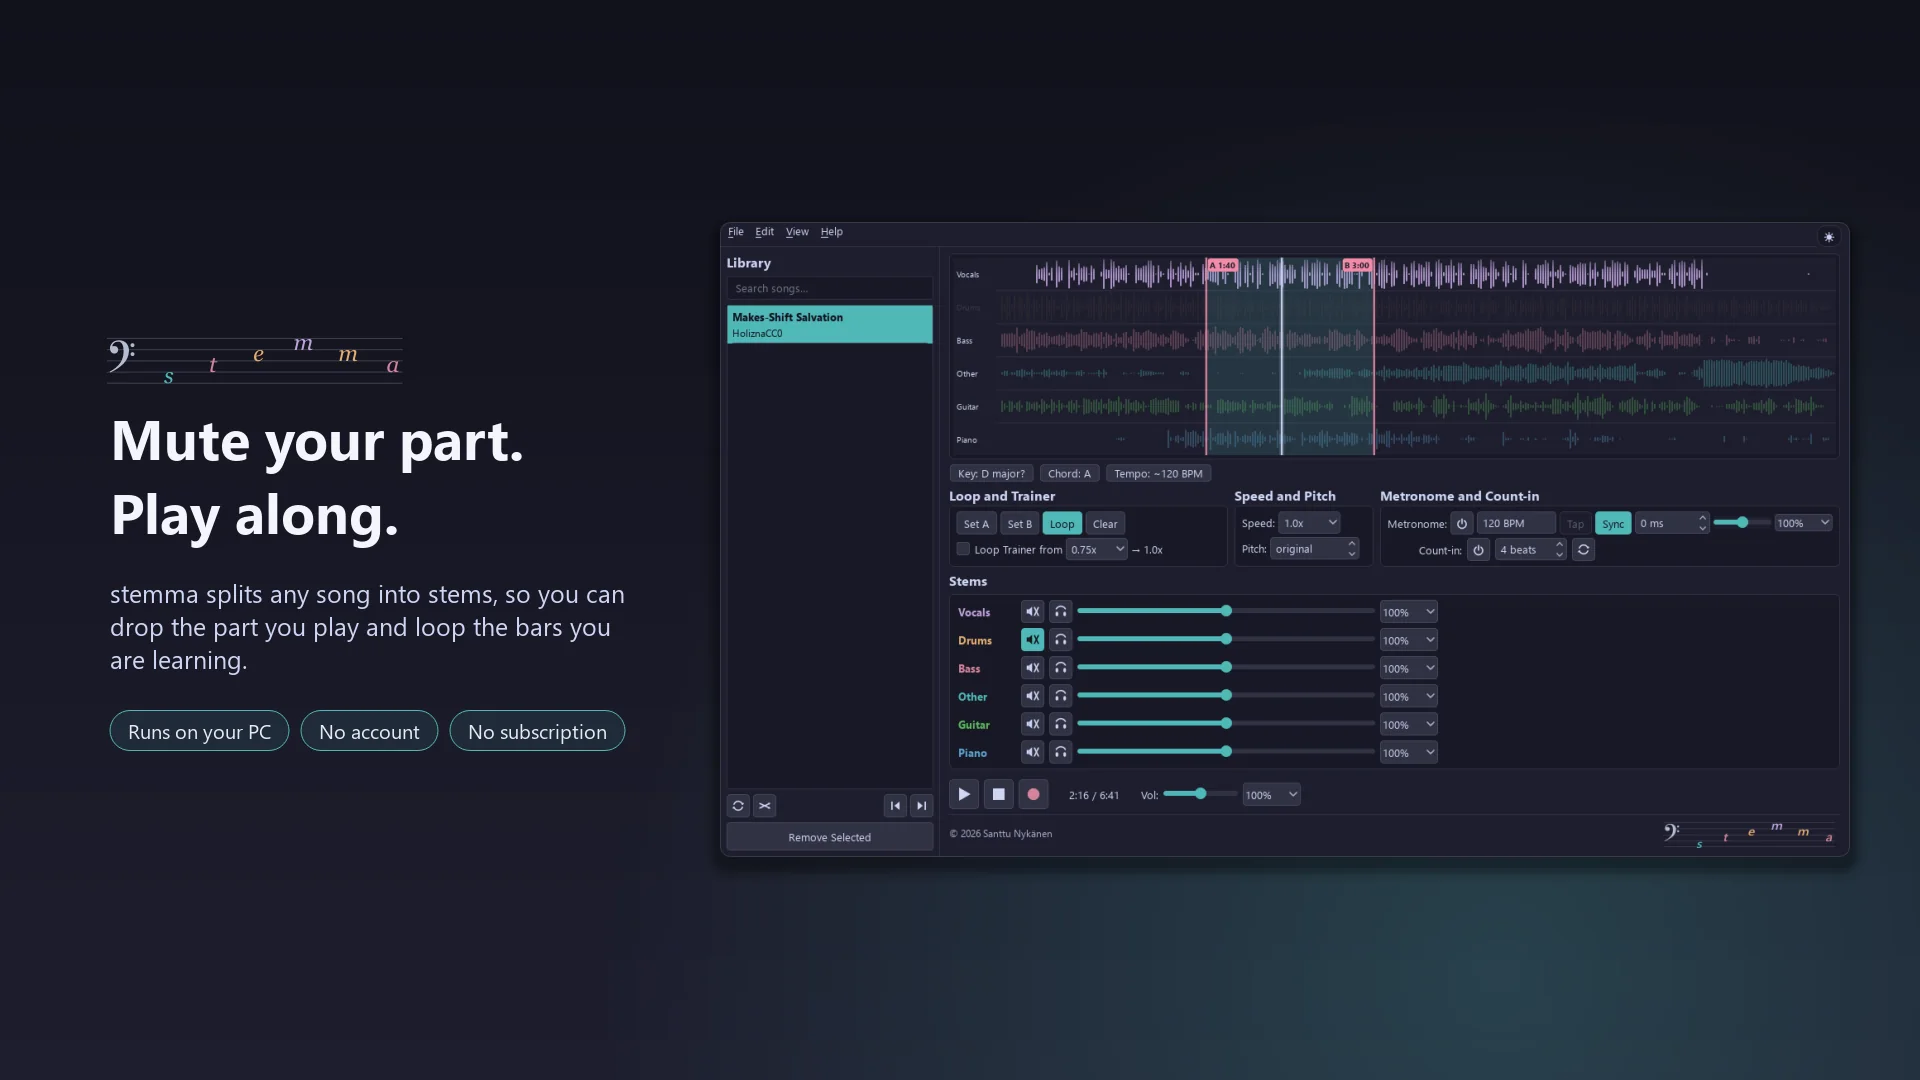 stemma
Mute your part.
Play along.
stemma splits any song into stems, so you can
drop the part you play and loop the bars you
are learning.
Runs on your PC
No account
No subscription
File Edit View Help
Library
Search songs...
Makes-Shift Salvation
HoliznaCC0
Remove Selected
A 1:40
B 3:00
Vocals
Drums
Bass
Other
Guitar
Piano
Key: D major?
Chord: A
Tempo: ~120 BPM
Loop and Trainer
Set A
Set B
Loop
Clear
Loop Trainer from 0.75x → 1.0x
Speed and Pitch
Speed: 1.0x
Pitch: original
Metronome and Count-in
Metronome: 120 BPM Tap Sync 0 ms 100%
Count-in: 4 beats
Stems
Vocals 100%
Drums 100%
Bass 100%
Other 100%
Guitar 100%
Piano 100%
2:16 / 6:41
Vol: 100%
© 2026 Santtu Nykänen
stemma